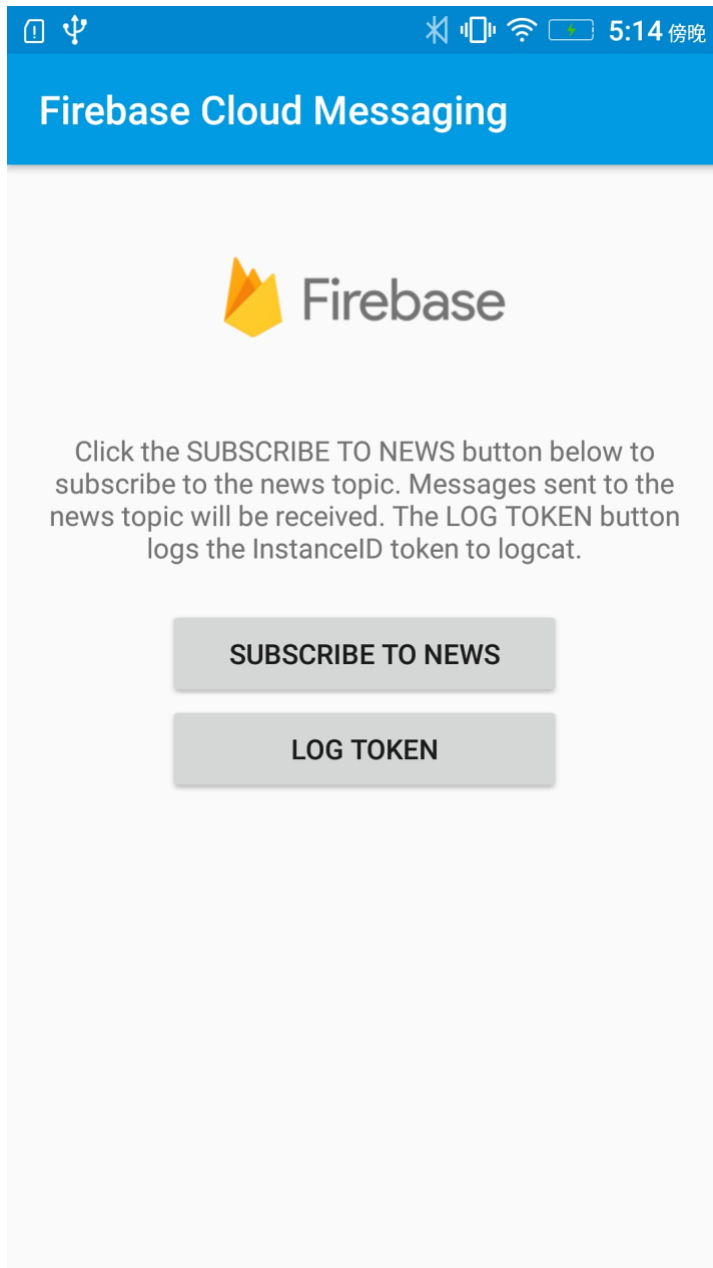 5:14 傍晚
Firebase Cloud Messaging
Firebase
Click the SUBSCRIBE TO NEWS button below to
subscribe to the news topic. Messages sent to the
news topic will be received. The LOG TOKEN button
logs the InstanceID token to logcat.
SUBSCRIBE TO NEWS
LOG TOKEN